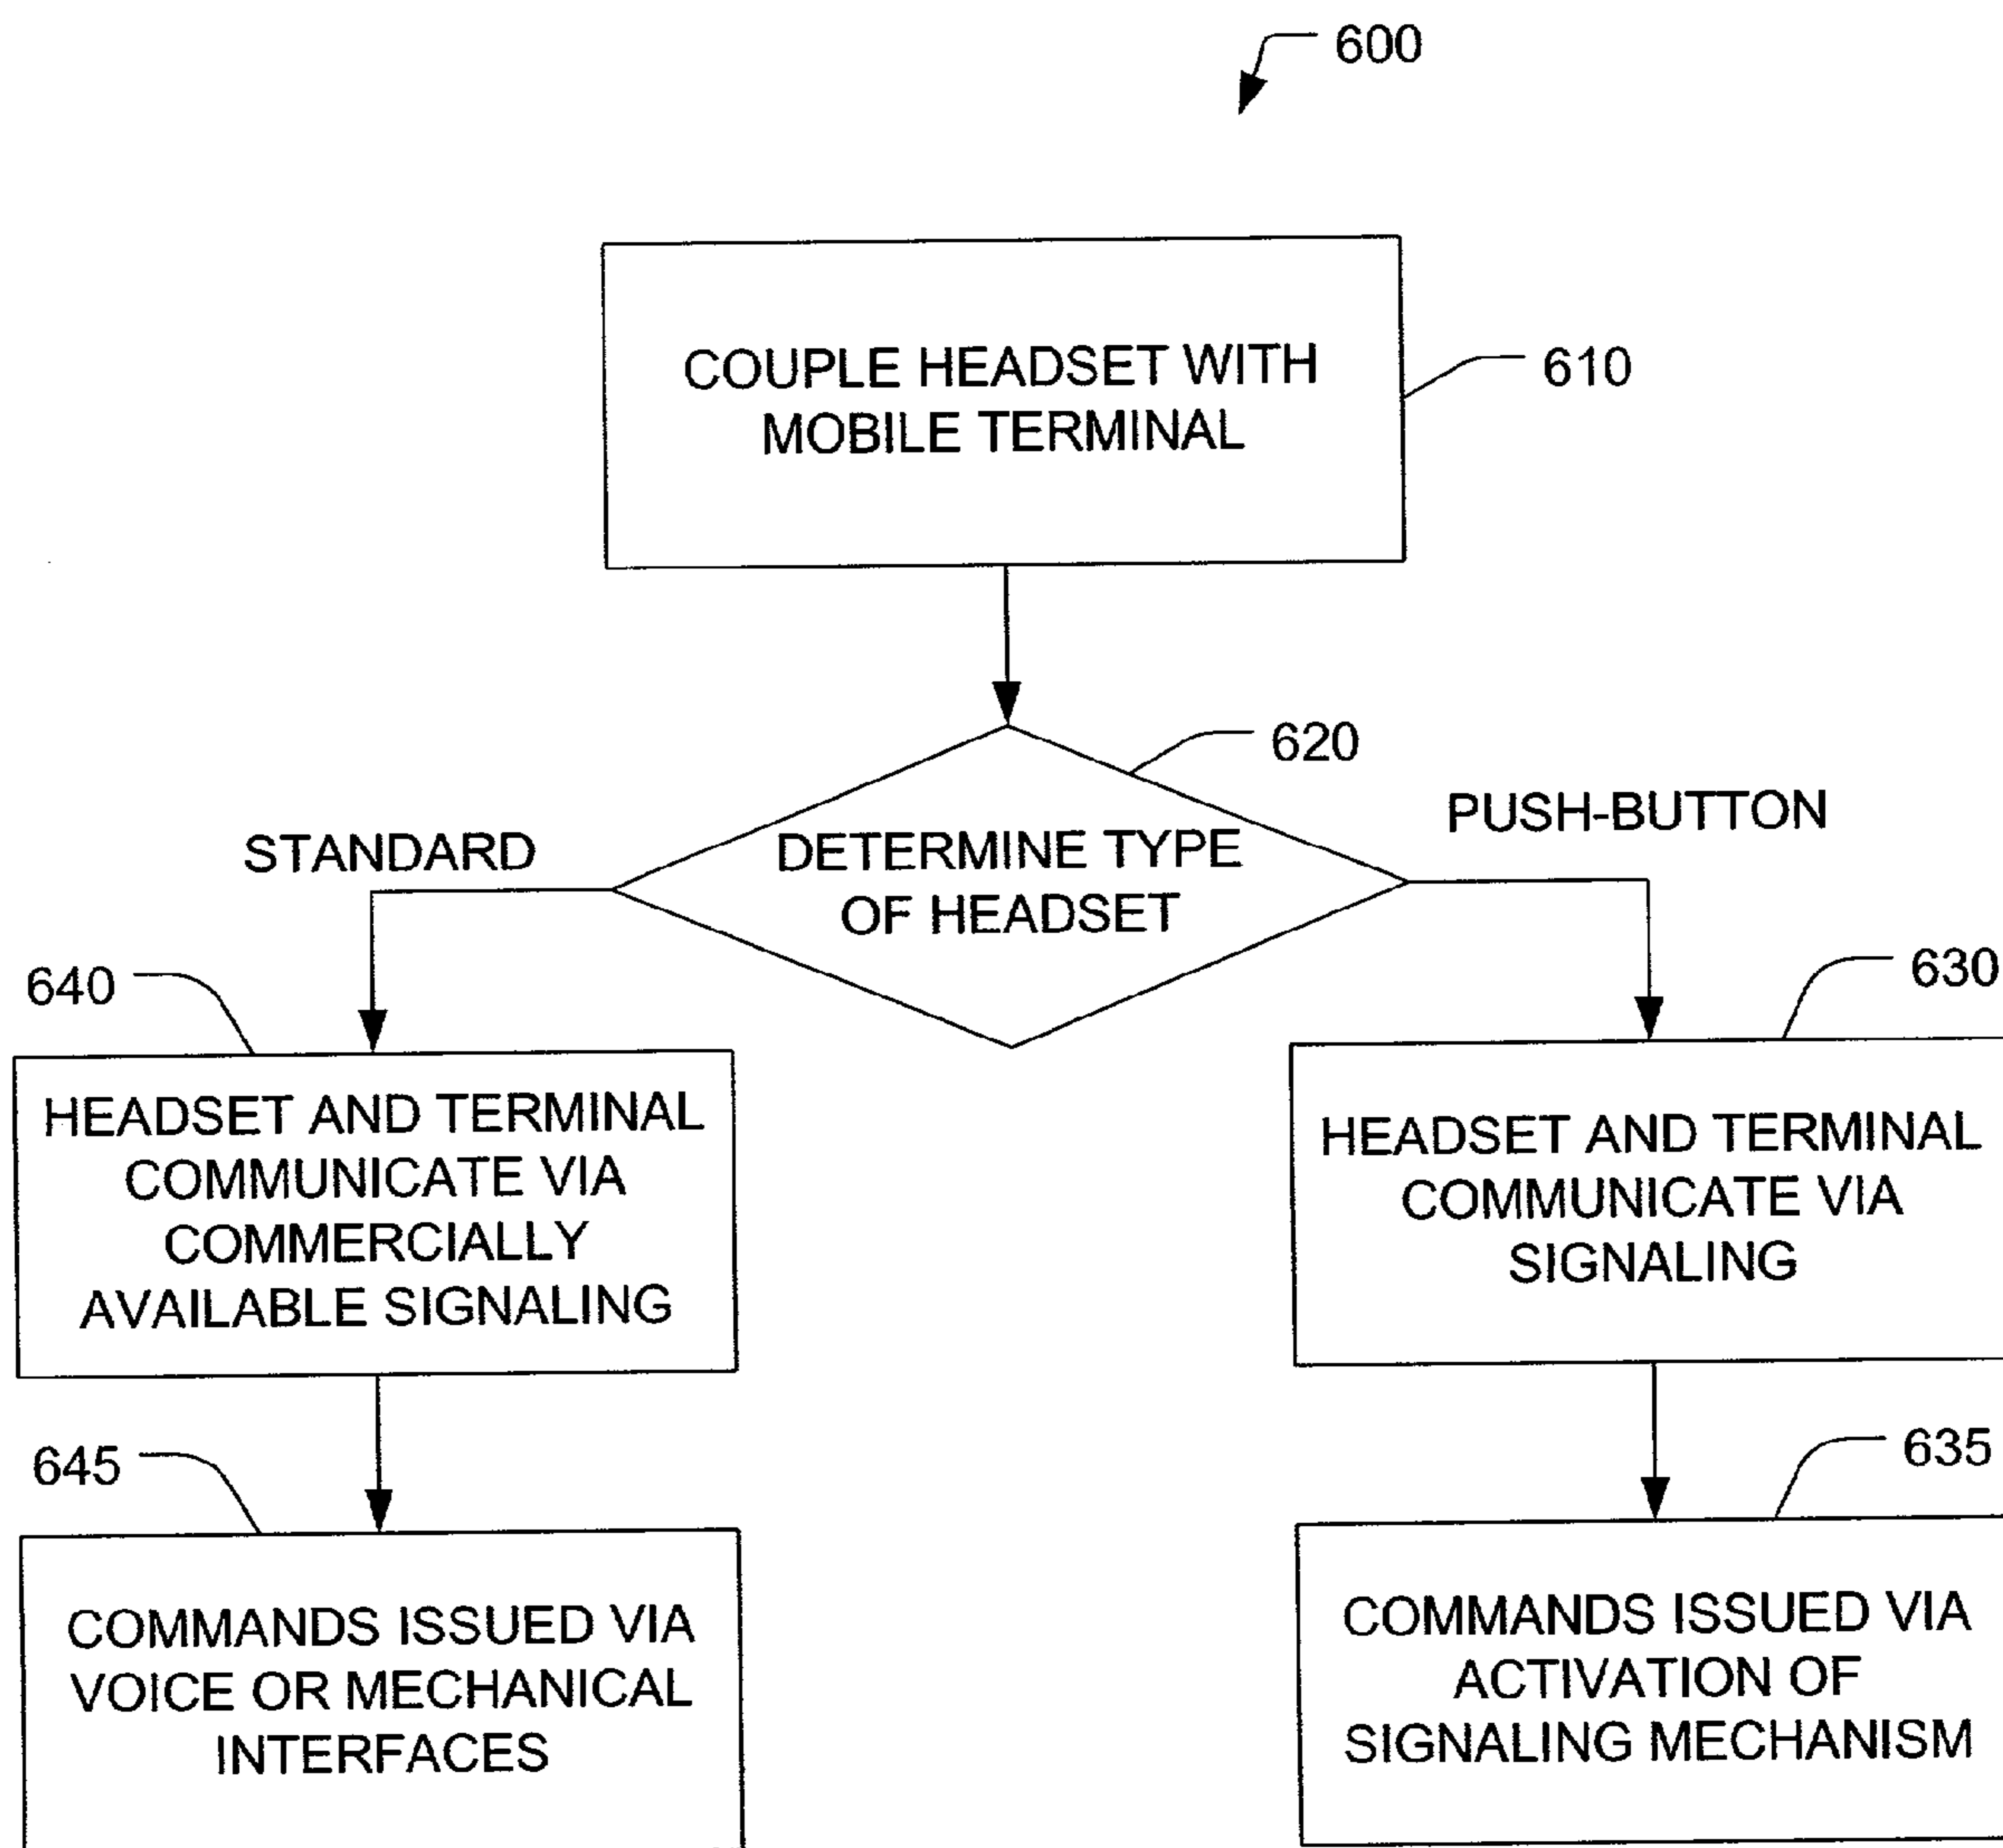 600
COUPLE HEADSET WITH
MOBILE TERMINAL
610
620
DETERMINE TYPE
OF HEADSET
STANDARD
PUSH-BUTTON
640
HEADSET AND TERMINAL
COMMUNICATE VIA
COMMERCIALLY
AVAILABLE SIGNALING
630
HEADSET AND TERMINAL
COMMUNICATE VIA
SIGNALING
645
COMMANDS ISSUED VIA
VOICE OR MECHANICAL
INTERFACES
635
COMMANDS ISSUED VIA
ACTIVATION OF
SIGNALING MECHANISM